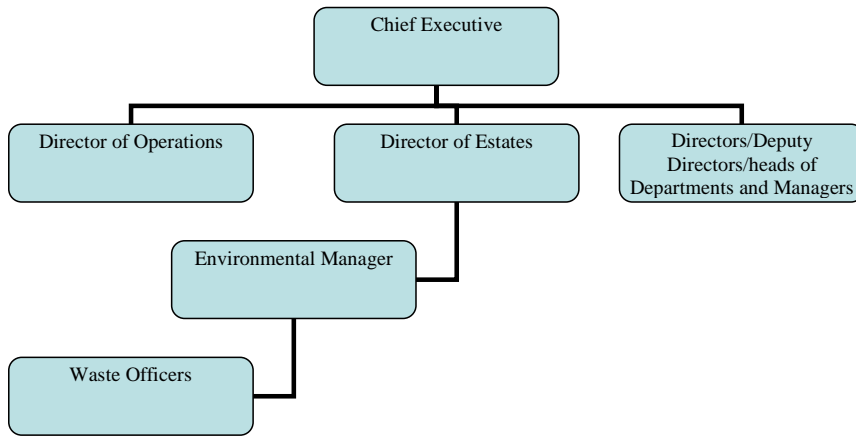 Chief Executive
Director of Operations
Director of Estates
Directors/Deputy
Directors/heads of
Departments and Managers
Environmental Manager
Waste Officers